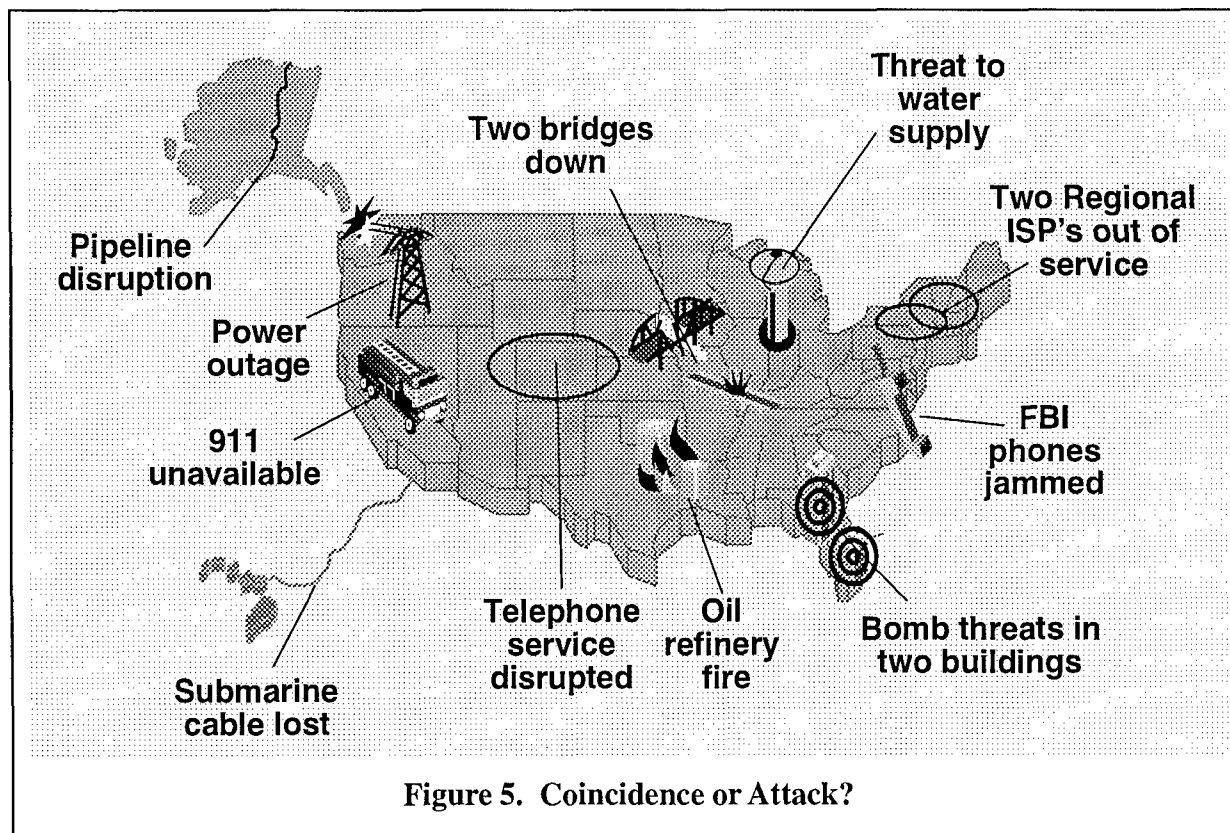 Threat to
water
supply
Two bridges
down
Two Regional
ISP's out of
service
Pipeline
disruption
Power
outage
911
unavailable
FBI
phones
jammed
Telephone
service
disrupted
Oil
refinery
fire
Bomb threats in
two buildings
Submarine
cable lost
Figure 5. Coincidence or Attack?